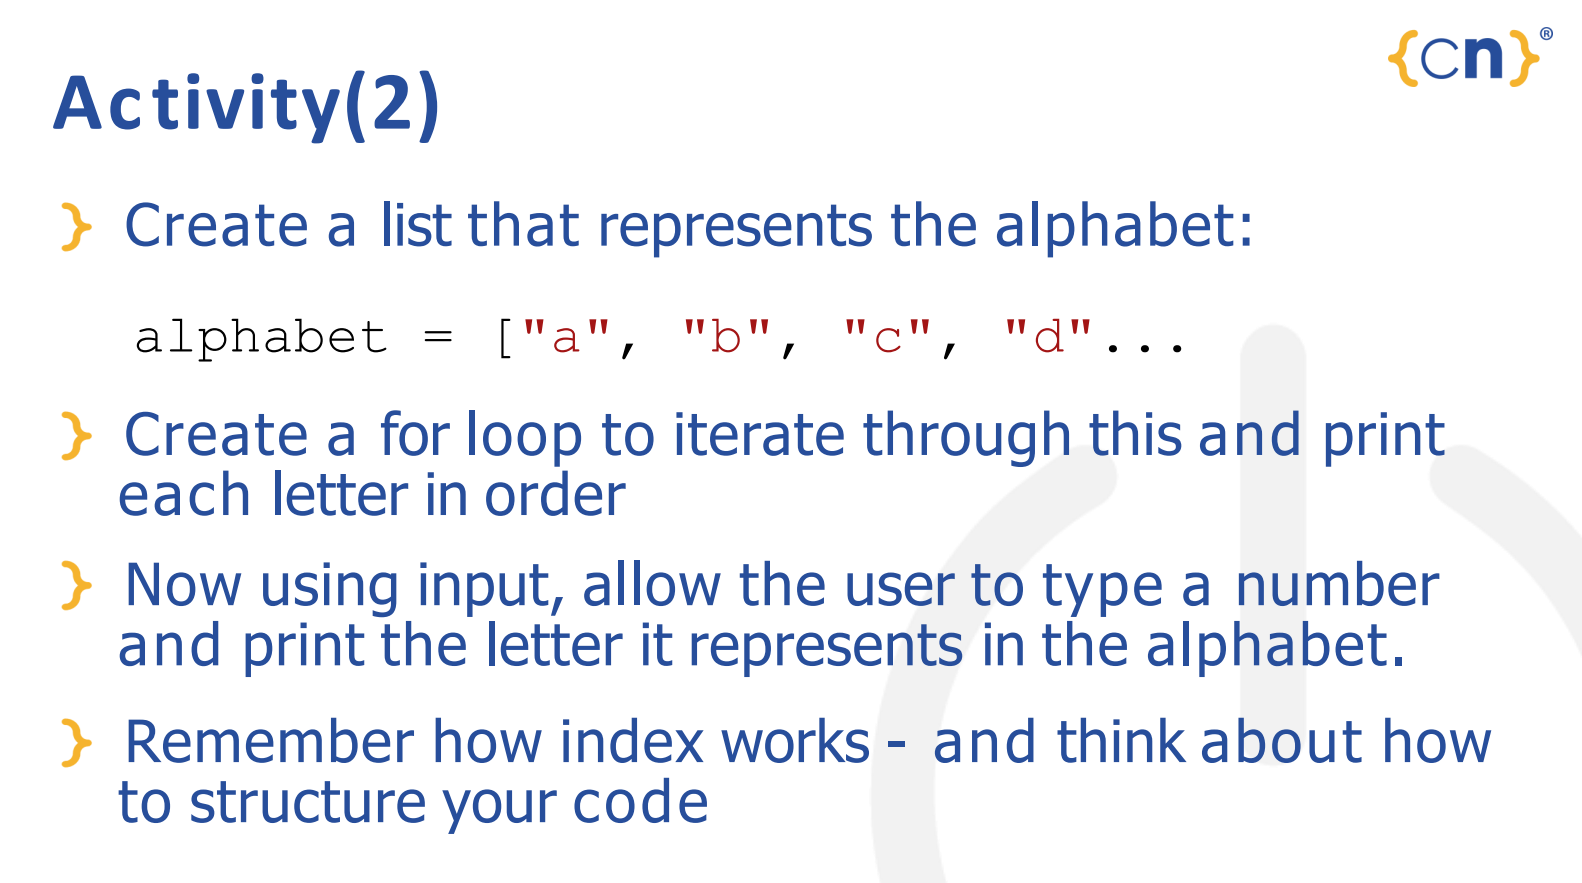 {cn}®
Activity(2)
} Create a list that represents the alphabet:
alphabet = ["a", "b", "c", "d"...
} Create a for loop to iterate through this and print
each letter in order
} Now using input, allow the user to type a number
and print the letter it represents in the alphabet.
} Remember how index works - and think about how
to structure your code